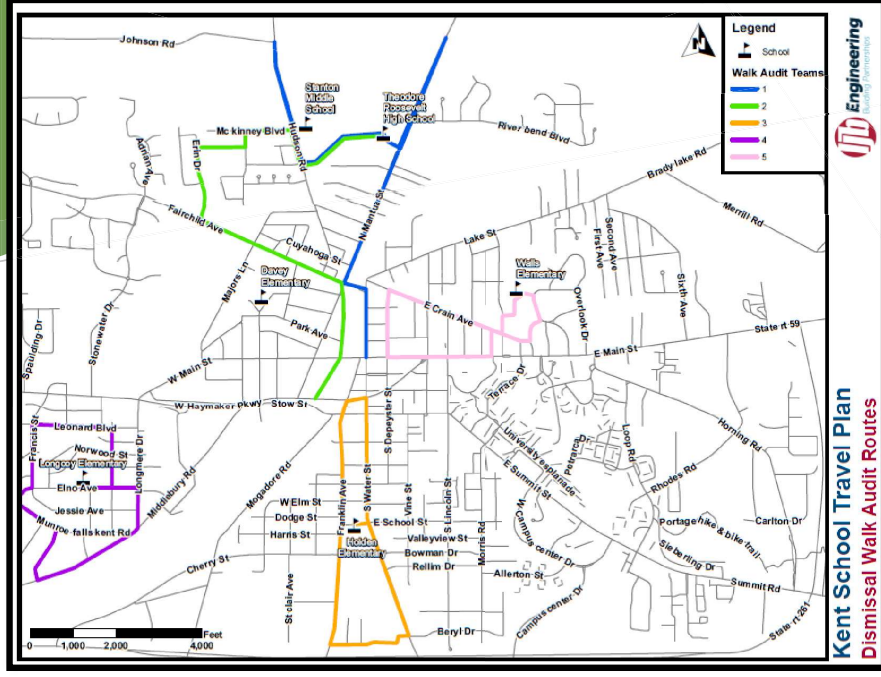 Johnson Rd
Stanton
Middle
School
Theodore
Roosevelt
High School
Mc kinney Blvd
Hudson Rd
River bend Blvd
Adrian Ave
Erin Dr
Brady lake Rd
Merrill Rd
Fairchild Ave
N Mantua St
Cuyahoga St
Lake St
Second Ave
First Ave
Majors Ln
Davey
Elementary
Walls
Elementary
Sixth Ave
Overlook Dr
E Crain Ave
Park Ave
Stonewater Dr
Spaulding Dr
State rt 59
E Main St
W Main St
Terrace Dr
W Haymaker Pkwy
Stow St
S Depeyster St
Francis St
Leonard Blvd
Norwood St
Longcoy Elementary
Longmere Dr
Elno Ave
Jessie Ave
Munroe falls kent Rd
Middlebury Rd
Mogadore Rd
University esplanade
Petrarca Dr
Loop Rd
Horning Rd
E Summit St
Rhodes Rd
Franklin Ave
S Water St
Vine St
S Lincoln St
W Elm St
Dodge St
Harris St
E School St
Holden
Elementary
Valleyview St
Bowman Dr
Rellim Dr
Morris Rd
W Campus center Dr
Portage hike & bike trail
Carlton Dr
Sieberling Dr
Allerton St
Summit Rd
Cherry St
St clair Ave
Campus center Dr
Beryl Dr
State rt 261
Feet
0 1,000 2,000 4,000
N
Legend
School
Walk Audit Teams
1
2
3
4
5
Engineering
Building Partnerships
Kent School Travel Plan
Dismissal Walk Audit Routes